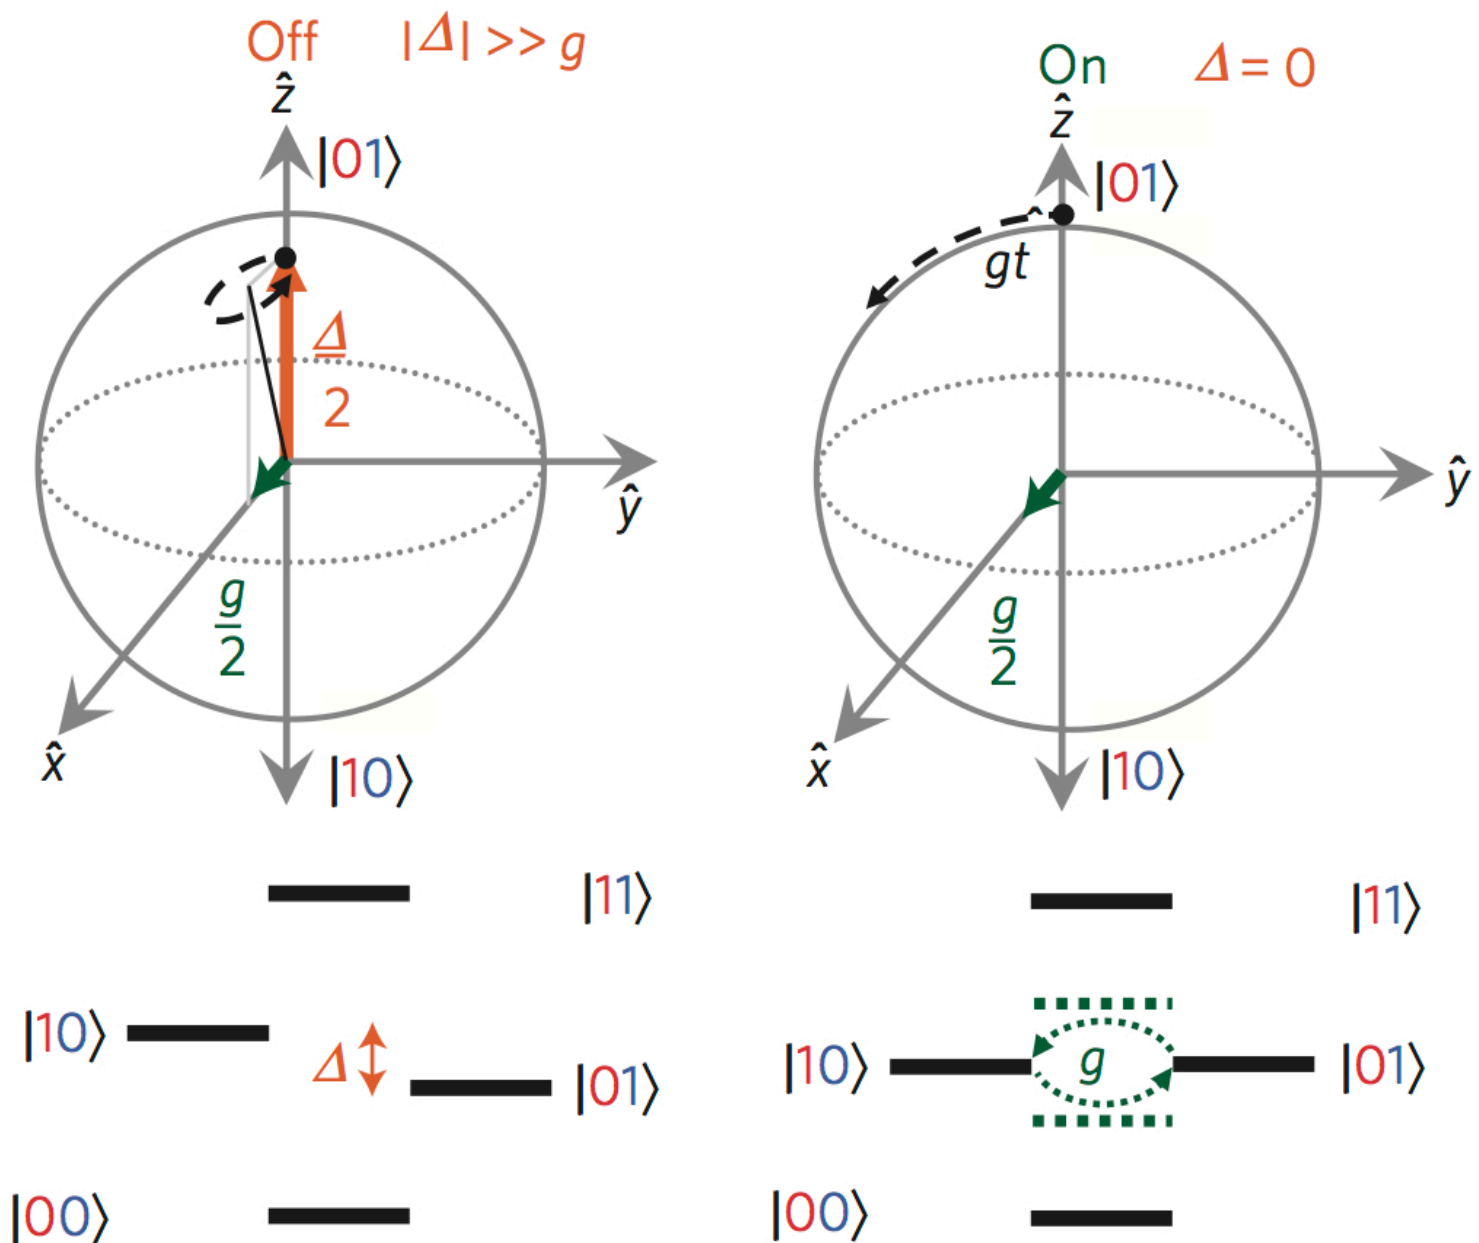 Off |Δ| >> g
ẑ
|01⟩
Δ
2
ŷ
g
2
x̂
|10⟩
On Δ = 0
ẑ
|01⟩
gt
ŷ
g
2
x̂
|10⟩
|11⟩
|10⟩
Δ
|01⟩
|00⟩
|11⟩
|10⟩
g
|01⟩
|00⟩